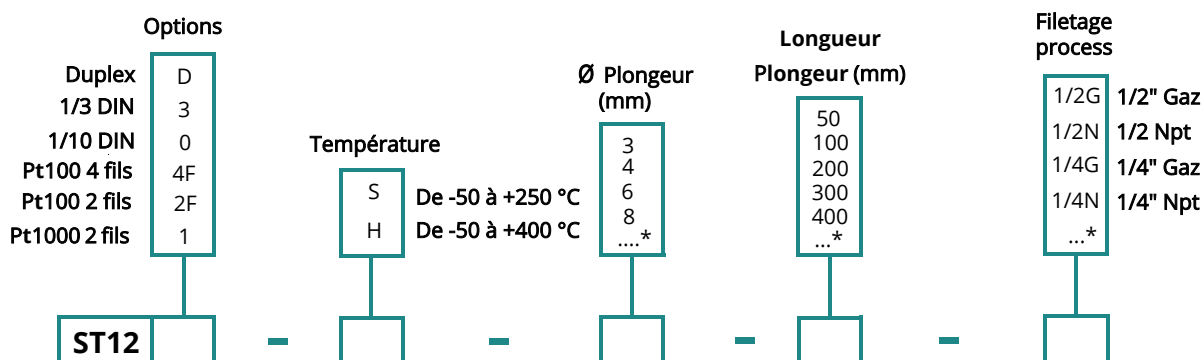 Options
Duplex D
1/3 DIN 3
1/10 DIN 0
Pt100 4 fils 4F
Pt100 2 fils 2F
Pt1000 2 fils 1
Température
S De -50 à +250 °C
H De -50 à +400 °C
Ø Plongeur
(mm)
3
4
6
8
....*
Longueur
Plongeur (mm)
50
100
200
300
400
...*
Filetage
process
1/2G 1/2" Gaz
1/2N 1/2 Npt
1/4G 1/4" Gaz
1/4N 1/4" Npt
...*
ST12 - - - -